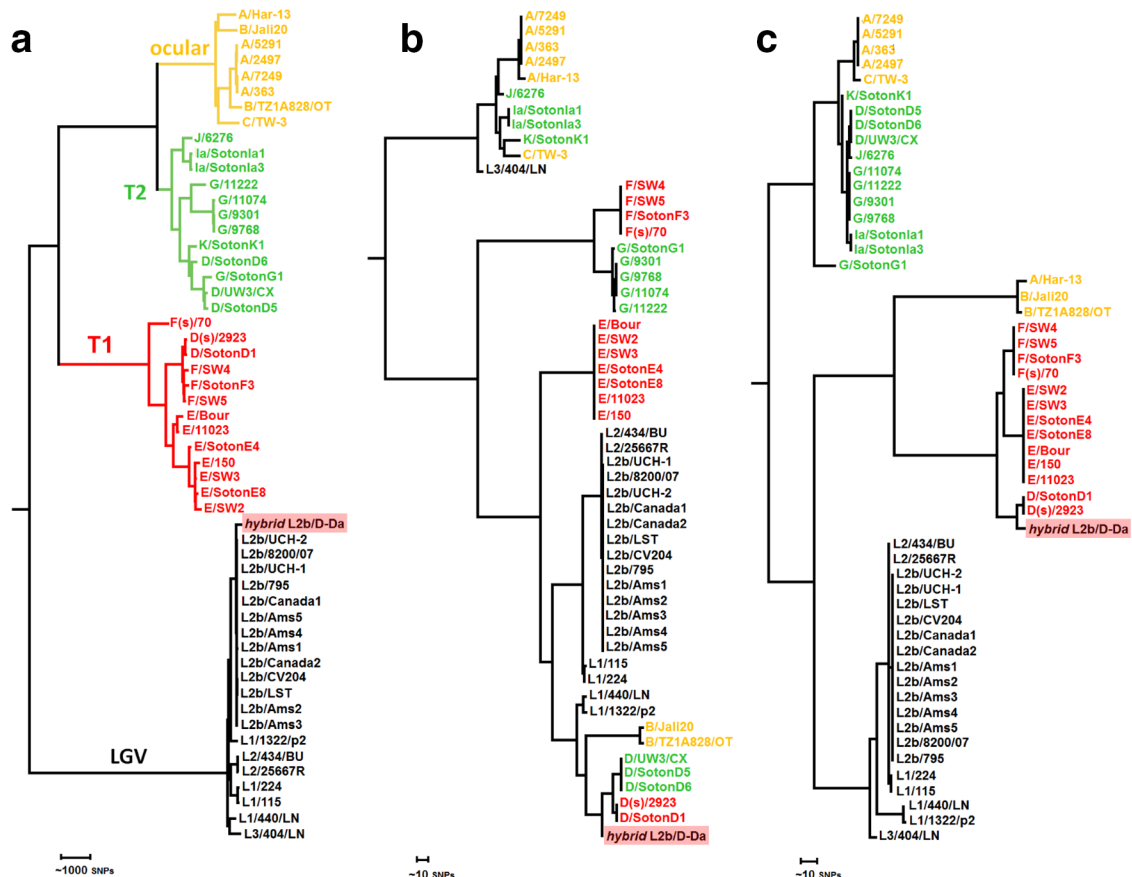 a
ocular
A/Har-13
B/Jali20
A/5291
A/2497
A/7249
A/363
B/TZ1A828/OT
C/TW-3
T2
J/6276
Ia/SotonIa1
Ia/SotonIa3
G/11222
G/11074
G/9301
G/9768
K/SotonK1
D/SotonD6
G/SotonG1
D/UW3/CX
D/SotonD5
T1
F(s)/70
D(s)/2923
D/SotonD1
F/SW4
F/SotonF3
F/SW5
E/Bour
E/11023
E/SotonE4
E/150
E/SW3
E/SotonE8
E/SW2
hybrid L2b/D-Da
L2b/UCH-2
L2b/8200/07
L2b/UCH-1
L2b/795
L2b/Canada1
L2b/Ams5
L2b/Ams4
L2b/Ams1
L2b/Canada2
L2b/CV204
L2b/LST
L2b/Ams2
L2b/Ams3
L1/1322/p2
LGV
L2/434/BU
L2/25667R
L1/224
L1/115
L1/440/LN
L3/404/LN
~1000 SNPs
b
A/7249
A/5291
A/363
A/2497
A/Har-13
J/6276
Ia/SotonIa1
Ia/SotonIa3
K/SotonK1
C/TW-3
L3/404/LN
F/SW4
F/SW5
F/SotonF3
F(s)/70
G/SotonG1
G/9301
G/9768
G/11074
G/11222
E/Bour
E/SW2
E/SW3
E/SotonE4
E/SotonE8
E/11023
E/150
L2/434/BU
L2/25667R
L2b/UCH-1
L2b/8200/07
L2b/UCH-2
L2b/Canada1
L2b/Canada2
L2b/LST
L2b/CV204
L2b/795
L2b/Ams1
L2b/Ams2
L2b/Ams3
L2b/Ams4
L2b/Ams5
L1/115
L1/224
L1/440/LN
L1/1322/p2
B/Jali20
B/TZ1A828/OT
D/UW3/CX
D/SotonD5
D/SotonD6
D(s)/2923
D/SotonD1
hybrid L2b/D-Da
~10 SNPs
c
A/7249
A/5291
A/363
A/2497
C/TW-3
K/SotonK1
D/SotonD5
D/SotonD6
D/UW3/CX
J/6276
G/11074
G/11222
G/9301
G/9768
Ia/SotonIa1
Ia/SotonIa3
G/SotonG1
A/Har-13
B/Jali20
B/TZ1A828/OT
F/SW4
F/SW5
F/SotonF3
F(s)/70
E/SW2
E/SW3
E/SotonE4
E/SotonE8
E/Bour
E/150
E/11023
D/SotonD1
D(s)/2923
hybrid L2b/D-Da
L2/434/BU
L2/25667R
L2b/UCH-2
L2b/UCH-1
L2b/LST
L2b/CV204
L2b/Canada1
L2b/Canada2
L2b/Ams1
L2b/Ams2
L2b/Ams3
L2b/Ams4
L2b/Ams5
L2b/8200/07
L2b/795
L1/224
L1/115
L1/440/LN
L1/1322/p2
L3/404/LN
~10 SNPs